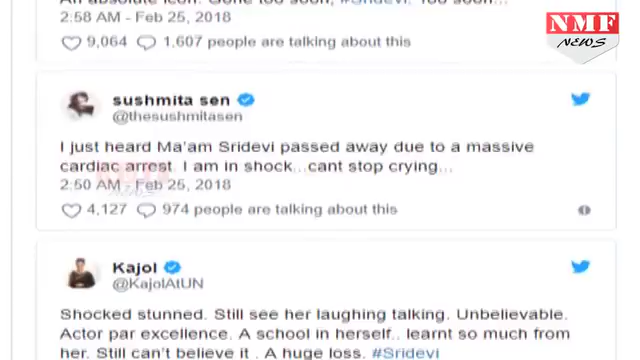 An absolute icon. Gone too soon, #Sridevi. Too soon...
2:58 AM - Feb 25, 2018
9,064 1,607 people are talking about this
NMF
NEWS
sushmita sen
@thesushmitasen
I just heard Ma'am Sridevi passed away due to a massive
cardiac arrest. I am in shock...cant stop crying...
2:50 AM - Feb 25, 2018
4,127 974 people are talking about this
NMF
NEWS
Kajol
@KajolAtUN
Shocked stunned. Still see her laughing talking. Unbelievable.
Actor par excellence. A school in herself.. learnt so much from
her. Still can't believe it . A huge loss. #Sridevi